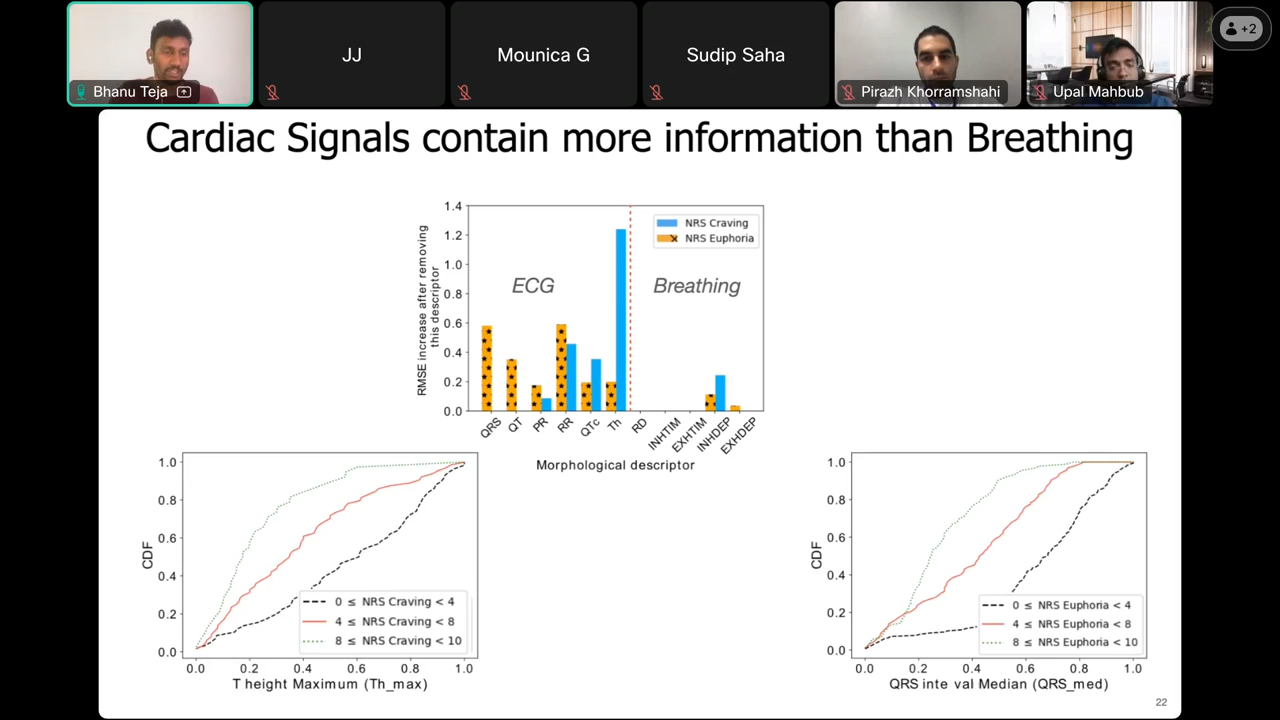 Bhanu Teja
JJ
Mounica G
Sudip Saha
Pirazh Khorramshahi
Upal Mahbub
+2
Cardiac Signals contain more information than Breathing
RMSE increase after removing
this descriptor
1.4
1.2
1.0
0.8
0.6
0.4
0.2
0.0
NRS Craving
NRS Euphoria
ECG
Breathing
QRS
QT
PR
RR
QTc
Th
RD
INHTIM
EXHTIM
INHDEP
EXHDEP
Morphological descriptor
CDF
1.0
0.8
0.6
0.4
0.2
0.0
0 ≤ NRS Craving < 4
4 ≤ NRS Craving < 8
8 ≤ NRS Craving < 10
0.0 0.2 0.4 0.6 0.8 1.0
T height Maximum (Th_max)
CDF
1.0
0.8
0.6
0.4
0.2
0.0
0 ≤ NRS Euphoria < 4
4 ≤ NRS Euphoria < 8
8 ≤ NRS Euphoria < 10
0.0 0.2 0.4 0.6 0.8 1.0
QRS inte val Median (QRS_med)
22